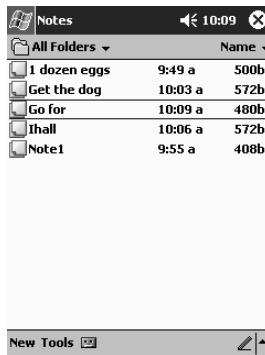 Notes 10:09
All Folders Name
1 dozen eggs 9:49 a 500b
Get the dog 10:03 a 572b
Go for 10:09 a 480b
Ihall 10:06 a 572b
Note1 9:55 a 408b
New Tools